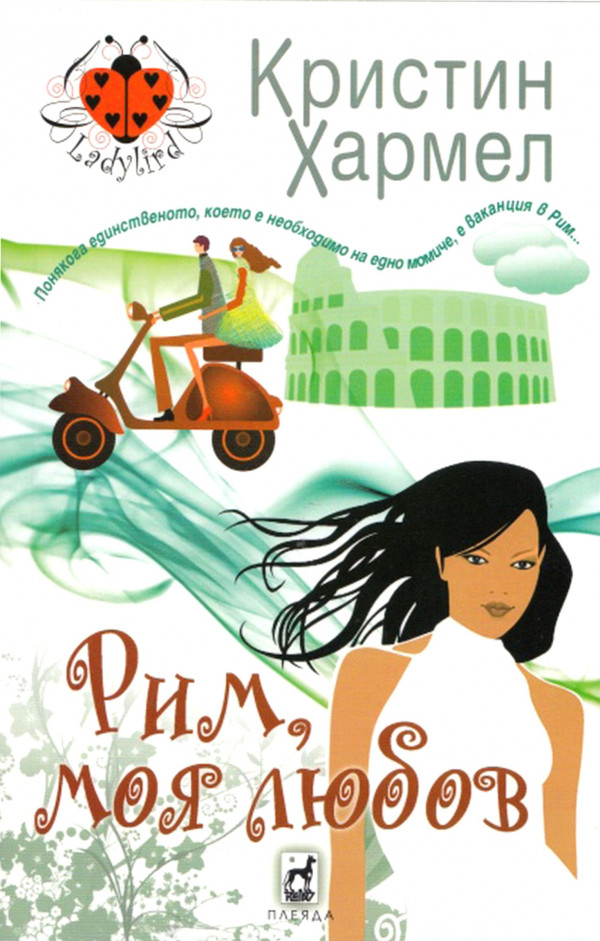 Кристин
Хармел
Ladylird
Понякога единственото, което е необходимо на едно момиче, е ваканция в Рим...
Рим,
моя любов
ПЛЕЯДА